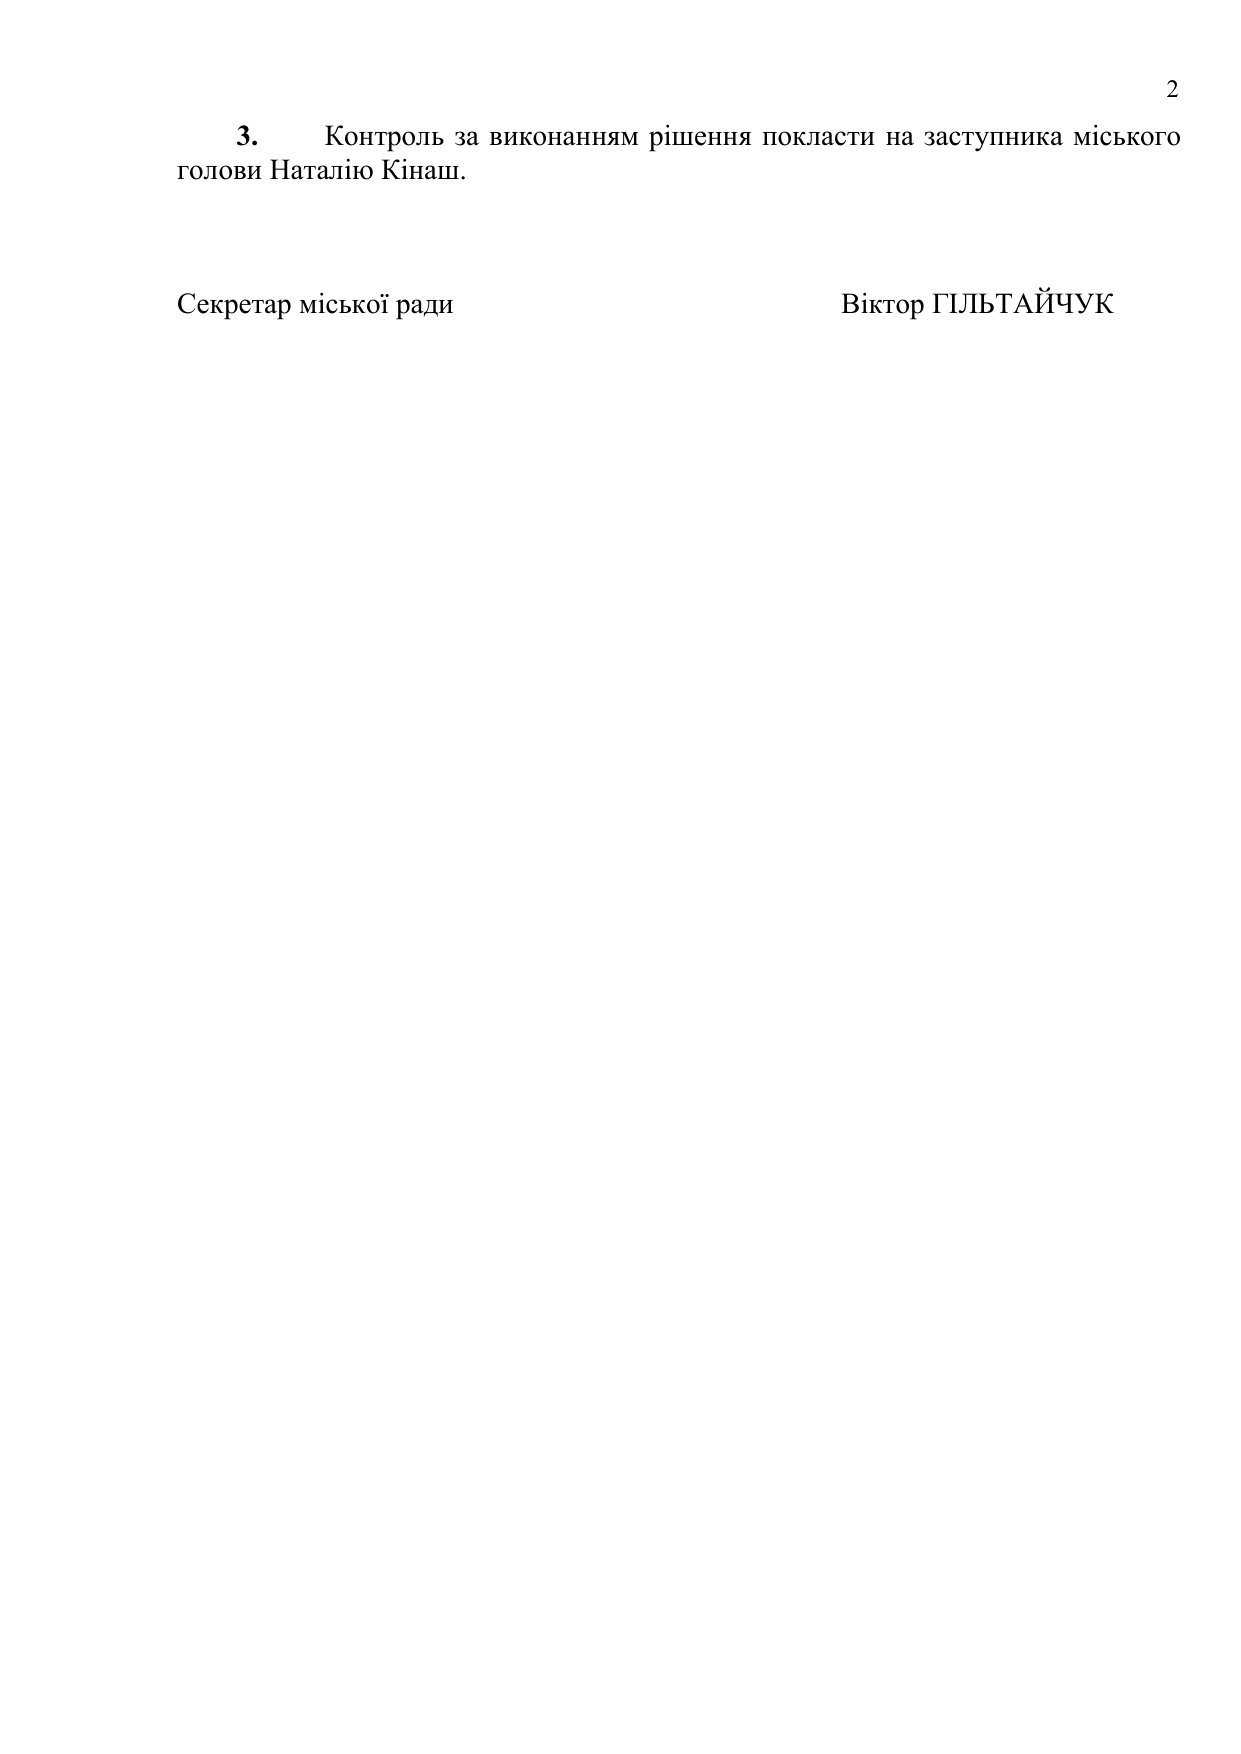 2
3. Контроль за виконанням рішення покласти на заступника міського
голови Наталію Кінаш.
Секретар міської ради Віктор ГІЛЬТАЙЧУК